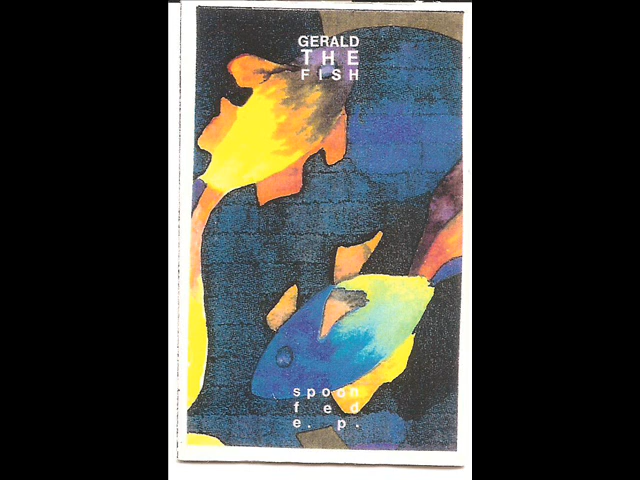 GERALD
THE
FISH
spoon
fed
e.p.